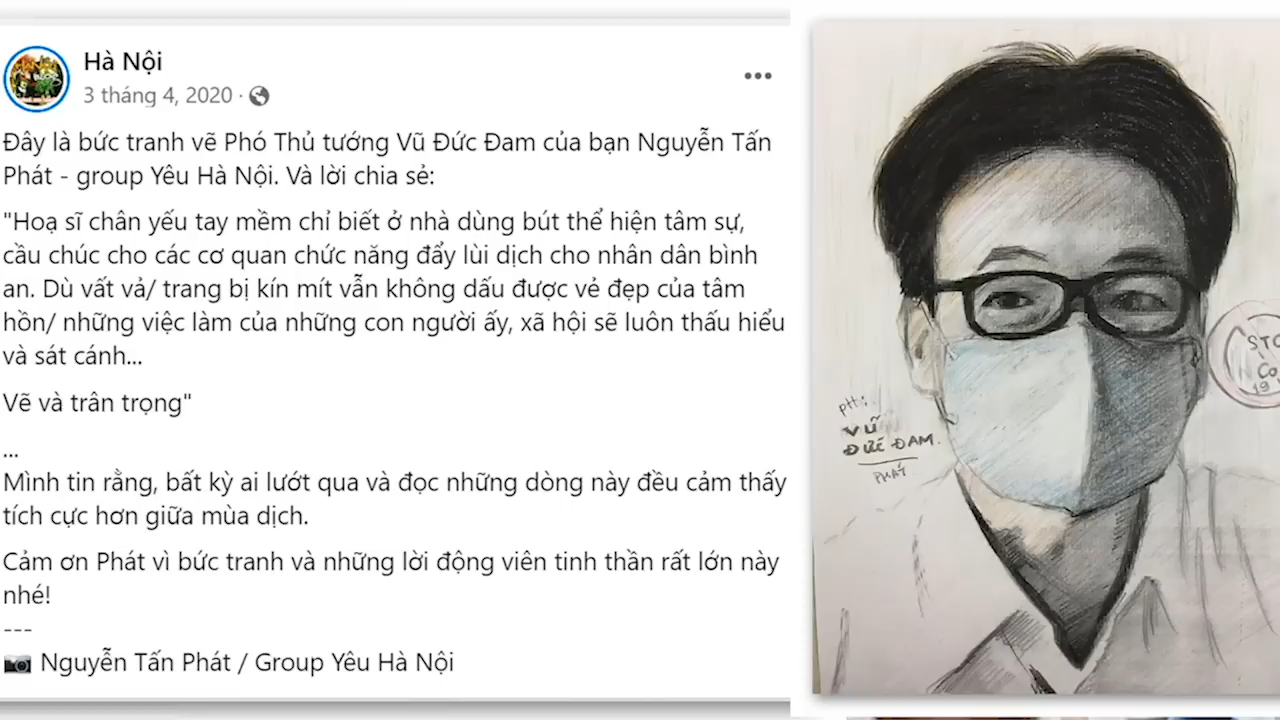 Hà Nội
3 tháng 4, 2020 ·
Đây là bức tranh vẽ Phó Thủ tướng Vũ Đức Đam của bạn Nguyễn Tấn
Phát - group Yêu Hà Nội. Và lời chia sẻ:
"Hoạ sĩ chân yếu tay mềm chỉ biết ở nhà dùng bút thể hiện tâm sự,
cầu chúc cho các cơ quan chức năng đẩy lùi dịch cho nhân dân bình
an. Dù vất vả/ trang bị kín mít vẫn không dấu được vẻ đẹp của tâm
hồn/ những việc làm của những con người ấy, xã hội sẽ luôn thấu hiểu
và sát cánh...
Vẽ và trân trọng"
...
Mình tin rằng, bất kỳ ai lướt qua và đọc những dòng này đều cảm thấy
tích cực hơn giữa mùa dịch.
Cảm ơn Phát vì bức tranh và những lời động viên tinh thần rất lớn này
nhé!
---
Nguyễn Tấn Phát / Group Yêu Hà Nội
VŨ
ĐỨC ĐAM.
PHÁT
STO
Co
19